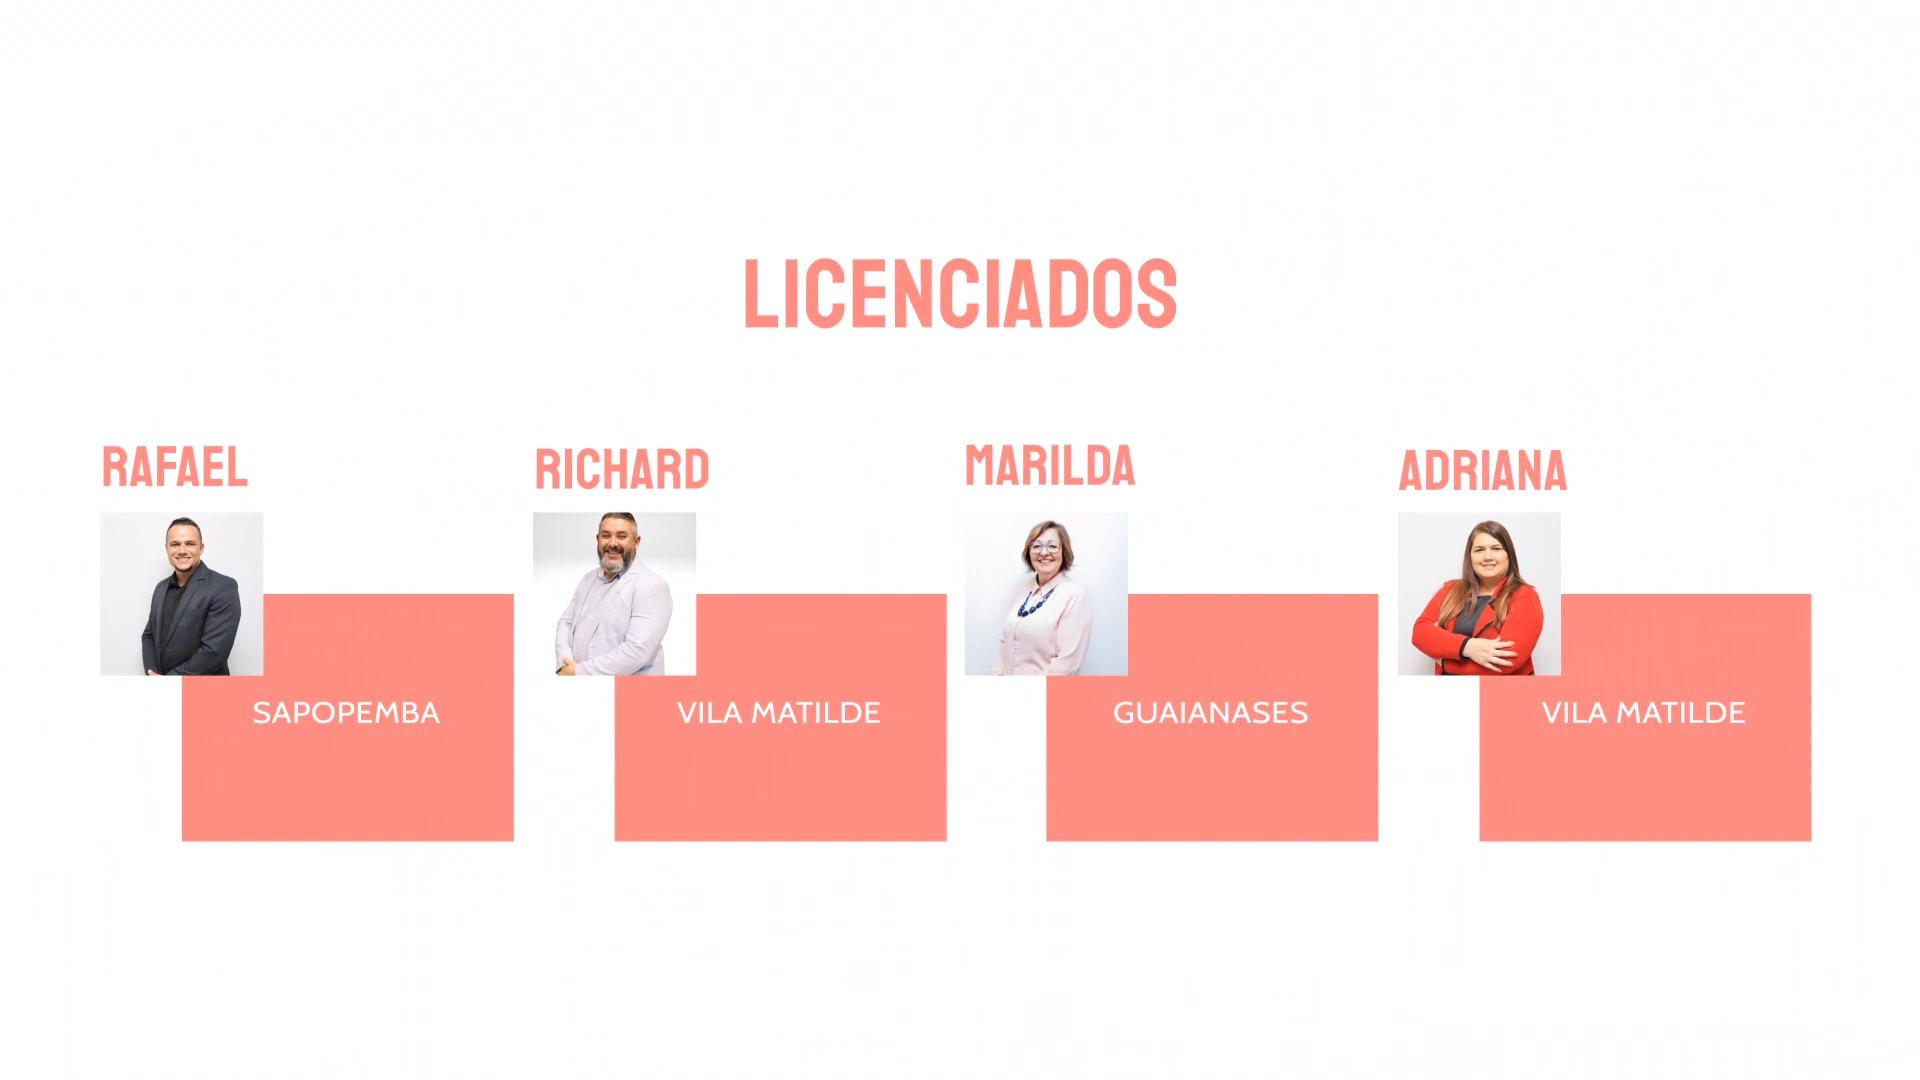 LICENCIADOS
RAFAEL
RICHARD
MARILDA
ADRIANA
SAPOPEMBA
VILA MATILDE
GUAIANASES
VILA MATILDE